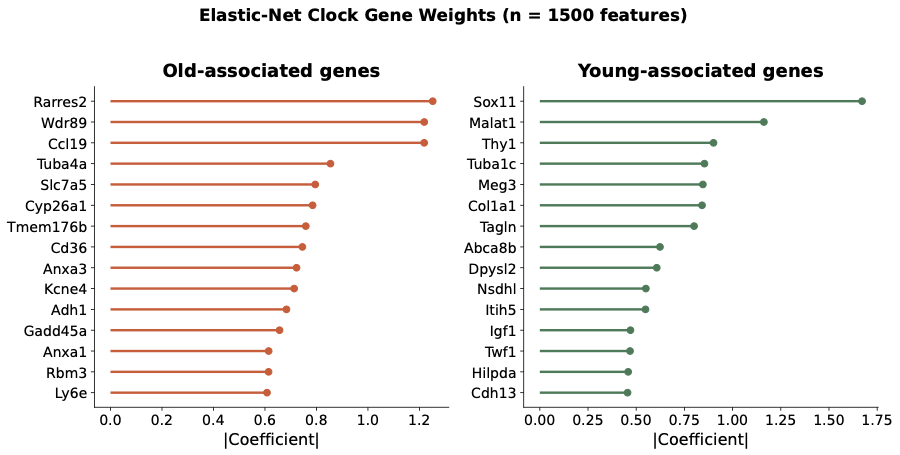 Elastic-Net Clock Gene Weights (n = 1500 features)
Old-associated genes
Rarres2
Wdr89
Ccl19
Tuba4a
Slc7a5
Cyp26a1
Tmem176b
Cd36
Anxa3
Kcne4
Adh1
Gadd45a
Anxa1
Rbm3
Ly6e
0.0 0.2 0.4 0.6 0.8 1.0 1.2
|Coefficient|
Young-associated genes
Sox11
Malat1
Thy1
Tuba1c
Meg3
Col1a1
Tagln
Abca8b
Dpysl2
Nsdhl
Itih5
Igf1
Twf1
Hilpda
Cdh13
0.00 0.25 0.50 0.75 1.00 1.25 1.50 1.75
|Coefficient|